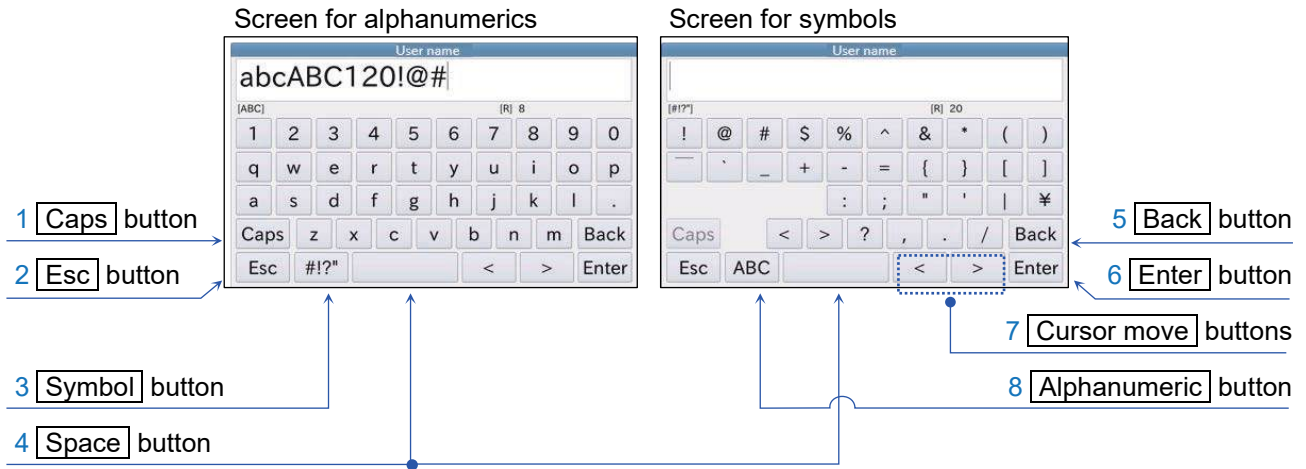 Screen for alphanumerics
Screen for symbols
User name
abcABC120!@#
[ABC] [R] 8
1 2 3 4 5 6 7 8 9 0
q w e r t y u i o p
a s d f g h j k l .
Caps z x c v b n m Back
Esc #!?" < > Enter
User name
[#!?"] [R] 20
! @ # $ % ^ & * ( )
¯ ` _ + - = { } [ ]
: ; " ' | ¥
Caps < > ? , . / Back
Esc ABC < > Enter
1 Caps button
2 Esc button
3 Symbol button
4 Space button
5 Back button
6 Enter button
7 Cursor move buttons
8 Alphanumeric button